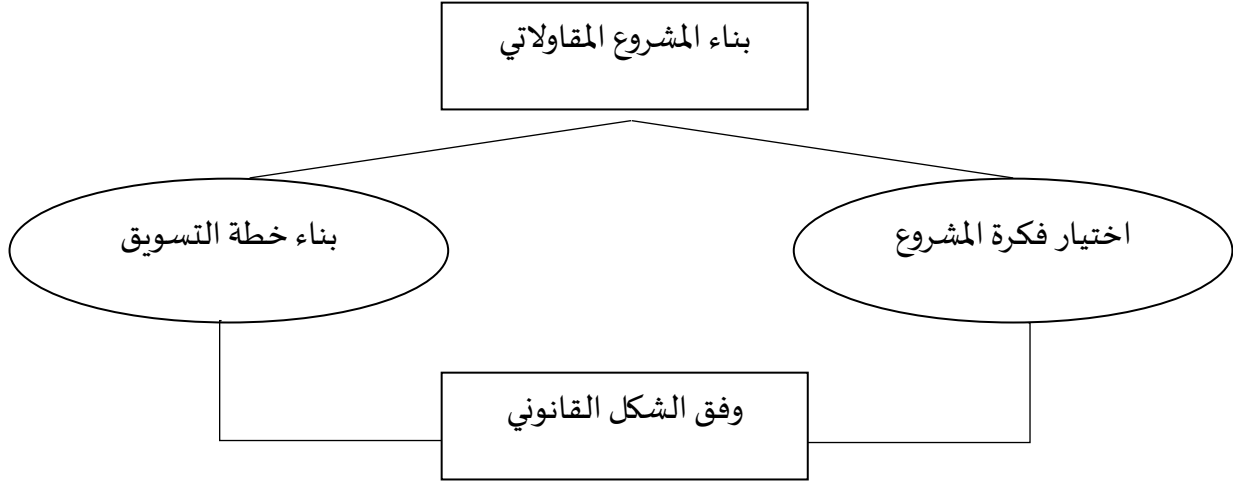 بناء المشروع المقاولاتي
اختيار فكرة المشروع
بناء خطة التسويق
وفق الشكل القانوني